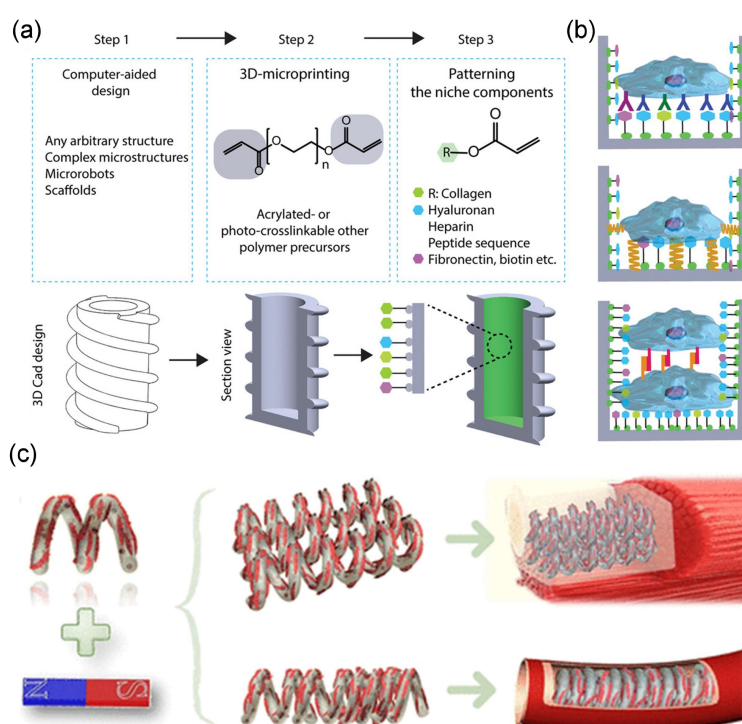 (a)
Step 1
Step 2
Step 3
Computer-aided
design
Any arbitrary structure
Complex microstructures
Microrobots
Scaffolds
3D-microprinting
O
O
O
O
n
Acrylated- or
photo-crosslinkable other
polymer precursors
Patterning
the niche components
O
R
O
R: Collagen
Hyaluronan
Heparin
Peptide sequence
Fibronectin, biotin etc.
3D Cad design
Section view
(b)
(c)
N
S